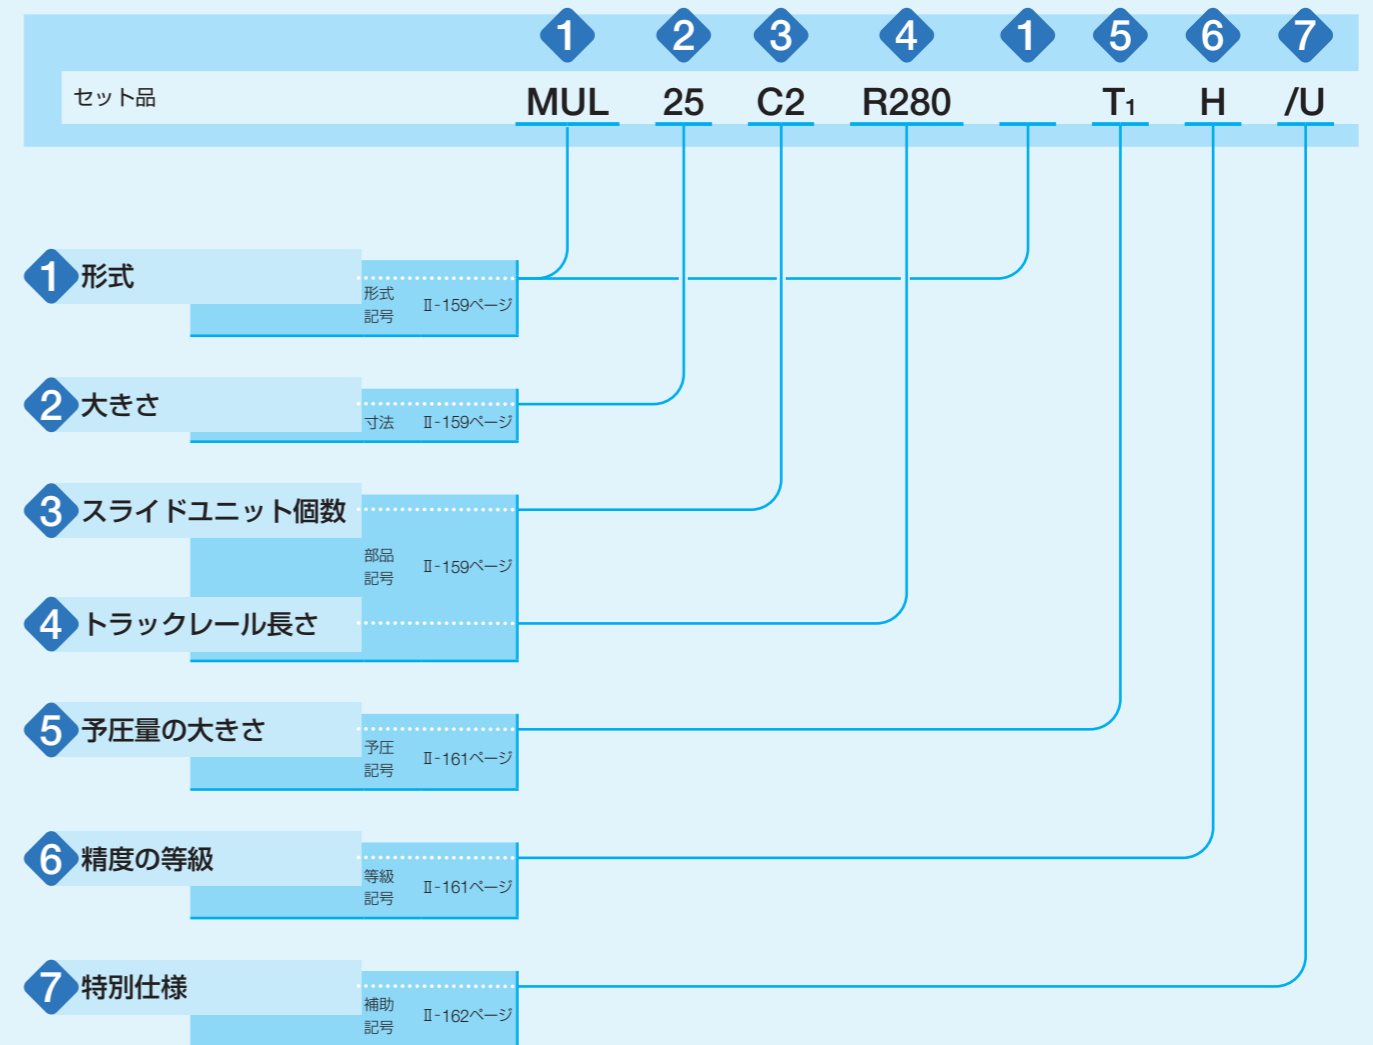 1 2 3 4 1 5 6 7
セット品 MUL 25 C2 R280 T1 H /U
1 形式
形式記号 Ⅱ-159ページ
2 大きさ
寸法 Ⅱ-159ページ
3 スライドユニット個数
部品記号 Ⅱ-159ページ
4 トラックレール長さ
5 予圧量の大きさ
予圧記号 Ⅱ-161ページ
6 精度の等級
等級記号 Ⅱ-161ページ
7 特別仕様
補助記号 Ⅱ-162ページ